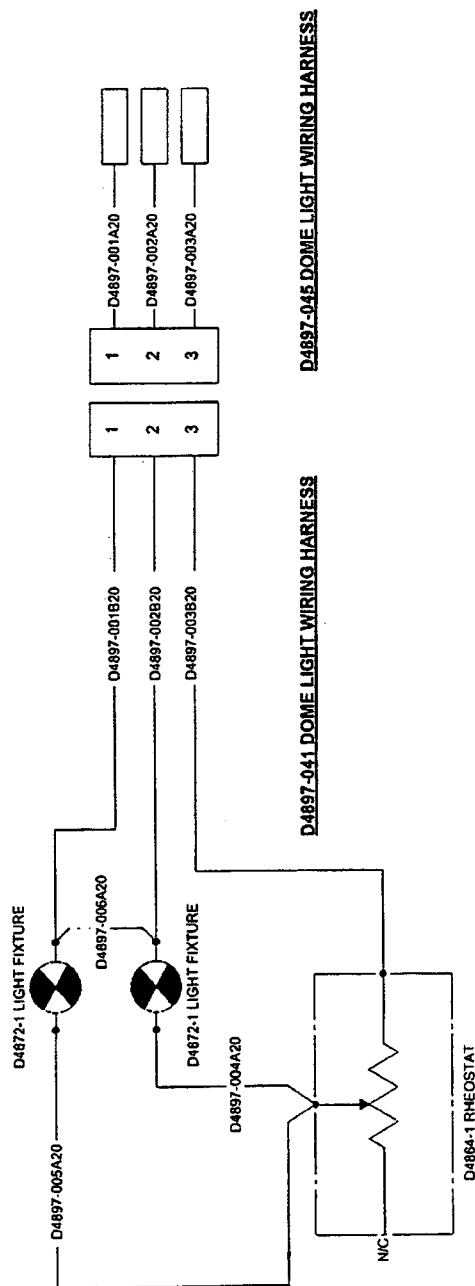 D4872-1 LIGHT FIXTURE
D4897-005A20
D4897-006A20
D4872-1 LIGHT FIXTURE
D4897-004A20
N/C
D4864-1 RHEOSTAT
D4897-001B20
D4897-002B20
D4897-003B20
1
2
3
1
2
3
D4897-001A20
D4897-002A20
D4897-003A20
D4897-041 DOME LIGHT WIRING HARNESS
D4897-045 DOME LIGHT WIRING HARNESS